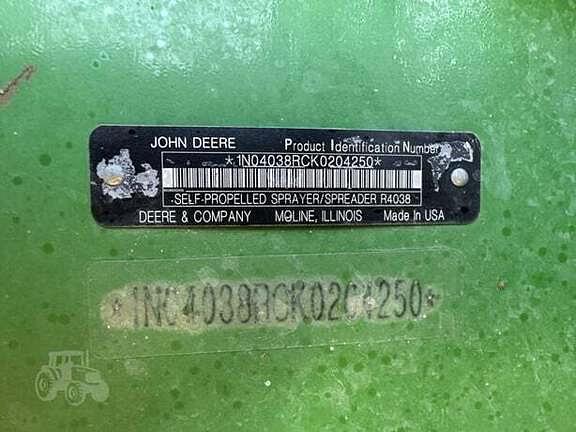 JOHN DEERE Product Identification Number
*1N04038RCK0204250*
SELF-PROPELLED SPRAYER/SPREADER R4038
DEERE & COMPANY MOLINE, ILLINOIS Made In USA
*1N04038RCK0204250*